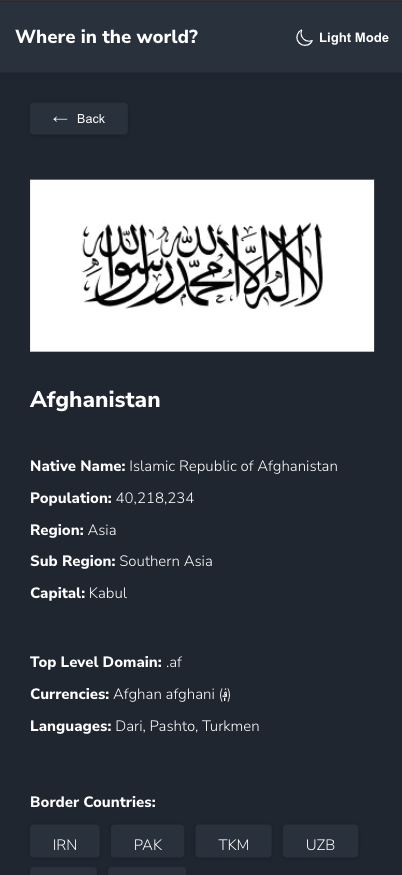 Where in the world?
Light Mode
← Back
لا إله إلا الله محمد رسول الله
Afghanistan
Native Name: Islamic Republic of Afghanistan
Population: 40,218,234
Region: Asia
Sub Region: Southern Asia
Capital: Kabul
Top Level Domain: .af
Currencies: Afghan afghani (؋)
Languages: Dari, Pashto, Turkmen
Border Countries:
IRN
PAK
TKM
UZB